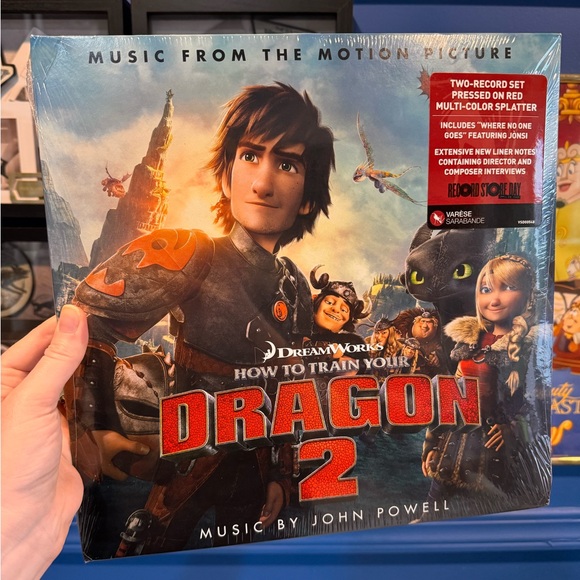 MUSIC FROM THE MOTION PICTURE
TWO-RECORD SET
PRESSED ON RED
MULTI-COLOR SPLATTER
INCLUDES "WHERE NO ONE
GOES" FEATURING JONSI
EXTENSIVE NEW LINER NOTES
CONTAINING DIRECTOR AND
COMPOSER INTERVIEWS
RECORD STORE DAY
VARÈSE
SARABANDE
DREAMWORKS
HOW TO TRAIN YOUR
DRAGON
2
MUSIC BY JOHN POWELL